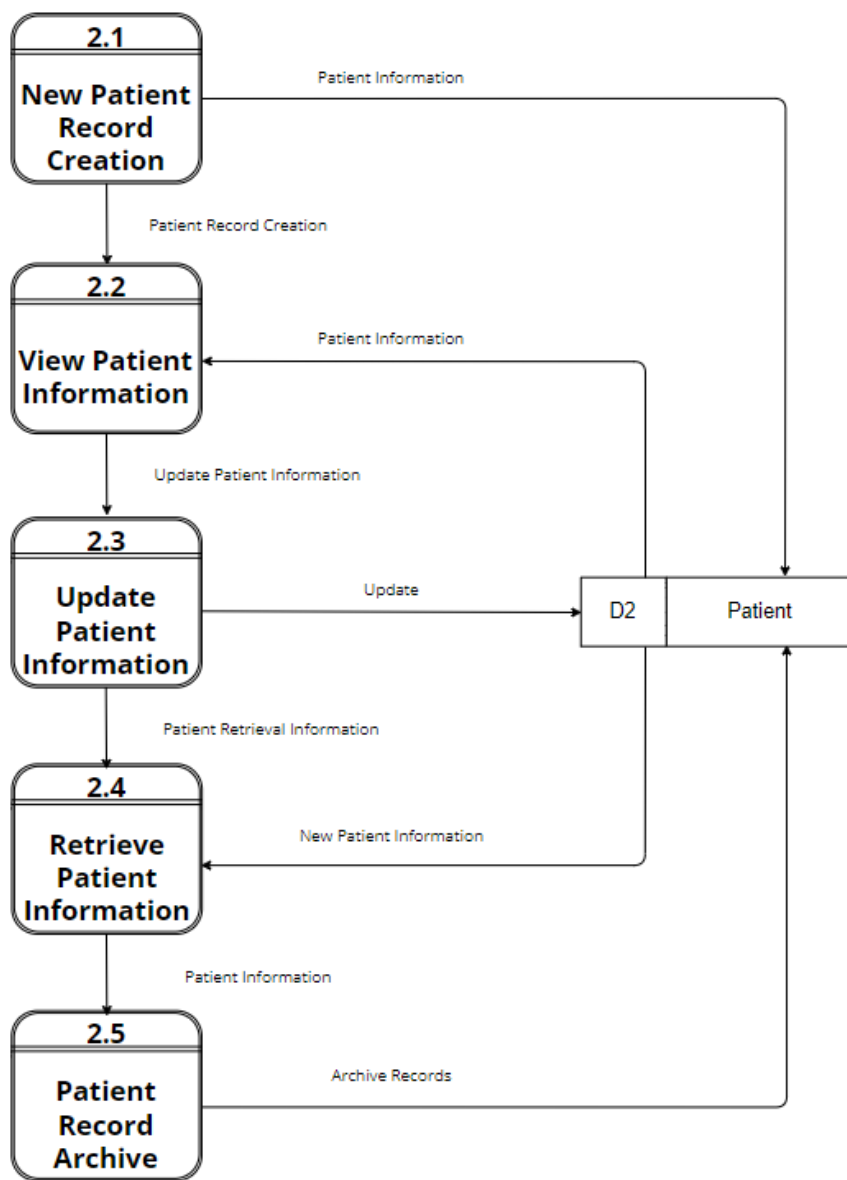 2.1
New Patient
Record
Creation
Patient Information
Patient Record Creation
2.2
View Patient
Information
Patient Information
Update Patient Information
2.3
Update
Patient
Information
Update
D2
Patient
Patient Retrieval Information
2.4
Retrieve
Patient
Information
New Patient Information
Patient Information
2.5
Patient
Record
Archive
Archive Records